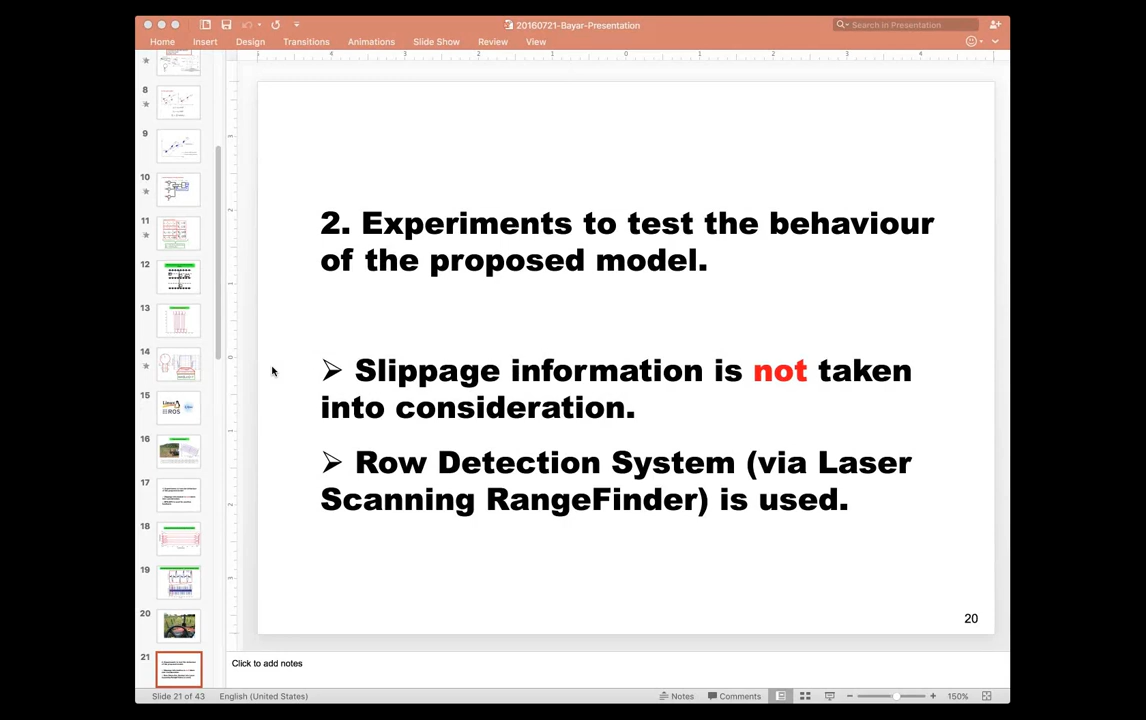 20160721-Bayar-Presentation
Search in Presentation
Home Insert Design Transitions Animations Slide Show Review View
8
9
10
11
12
13
14
15
Linux
ROS
16
17
18
19
20
21
2. Experiments to test the behaviour
of the proposed model.
➢ Slippage information is not taken
into consideration.
➢ Row Detection System (via Laser
Scanning RangeFinder) is used.
20
Click to add notes
Slide 21 of 43 English (United States) Notes Comments 150%